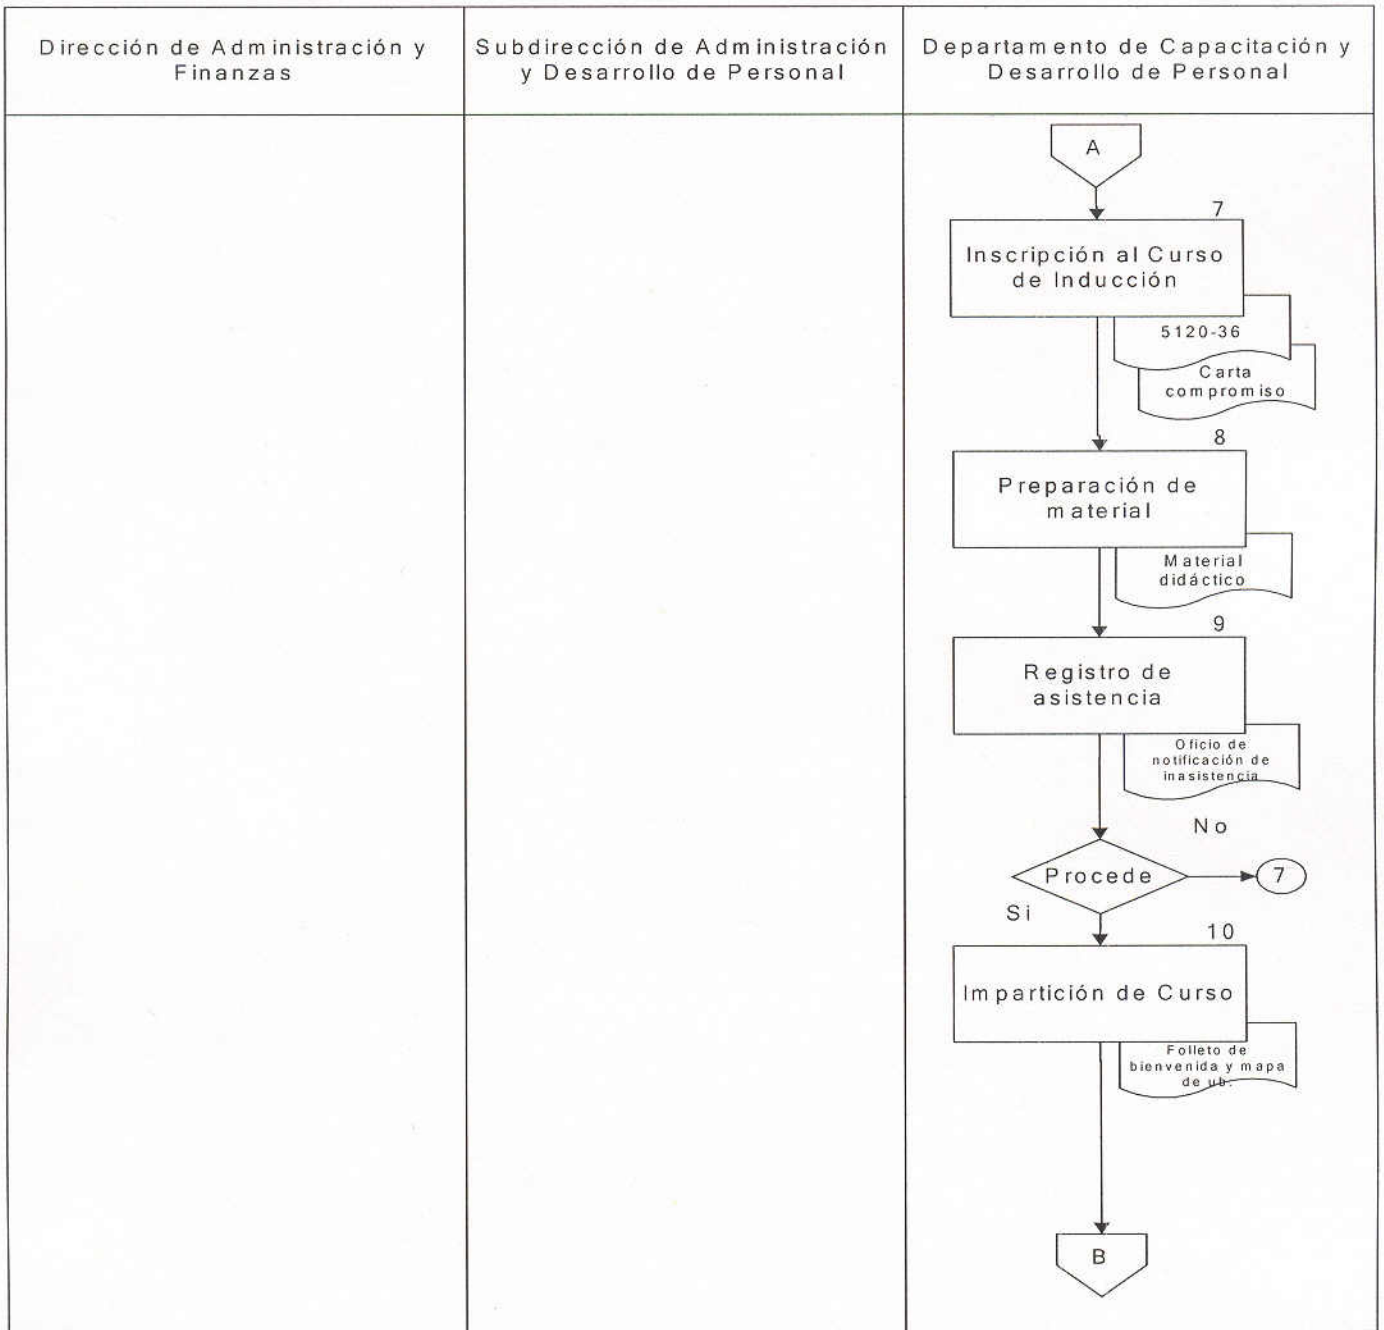 Dirección de Administración y
Finanzas
Subdirección de Administración
y Desarrollo de Personal
Departamento de Capacitación y
Desarrollo de Personal
A
7
Inscripción al Curso
de Inducción
5120-36
Carta
compromiso
8
Preparación de
material
Material
didáctico
9
Registro de
asistencia
Oficio de
notificación de
inasistencia
No
Procede
7
Si
10
Impartición de Curso
Folleto de
bienvenida y mapa
de ub.
B